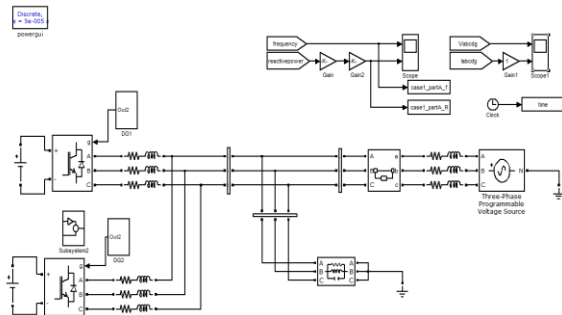 Discrete,
s = 5e-005 s
powergui
frequency
reactivepower
-K-
-K-
Gain
Gain2
Scope
case1_partA_f
case1_partA_R
Vabcdg
Iabcdg
Gain1
Scope1
Clock
time
Out2
DG1
g
+
-
A
B
C
A
B
C
a
b
c
A
B
C
N
Three-Phase
Programmable
Voltage Source
Subsystem2
Out2
DG2
g
+
-
A
B
C
A
B
C